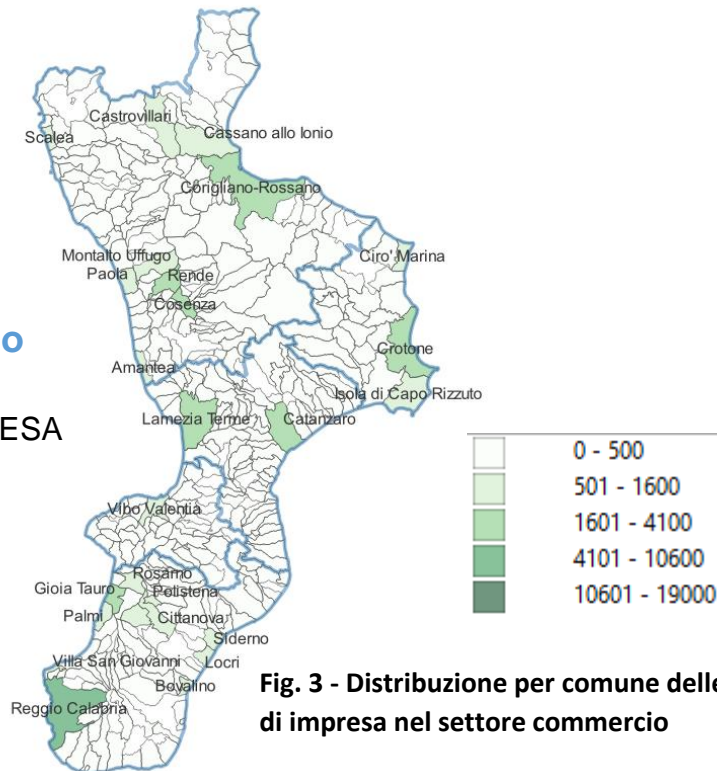 Castrovillari
Scalea
Cassano allo Ionio
Corigliano-Rossano
Montalto Uffugo
Ciro' Marina
Paola
Rende
Cosenza
o
Crotone
Amantea
Isola di Capo Rizzuto
Lamezia Terme
Catanzaro
ESA
0 - 500
501 - 1600
Vibo Valentia
1601 - 4100
4101 - 10600
Rosarno
Gioia Tauro
Polistena
10601 - 19000
Palmi
Cittanova
Siderno
Villa San Giovanni
Locri
Bovalino
Reggio Calabria
Fig. 3 - Distribuzione per comune delle
di impresa nel settore commercio